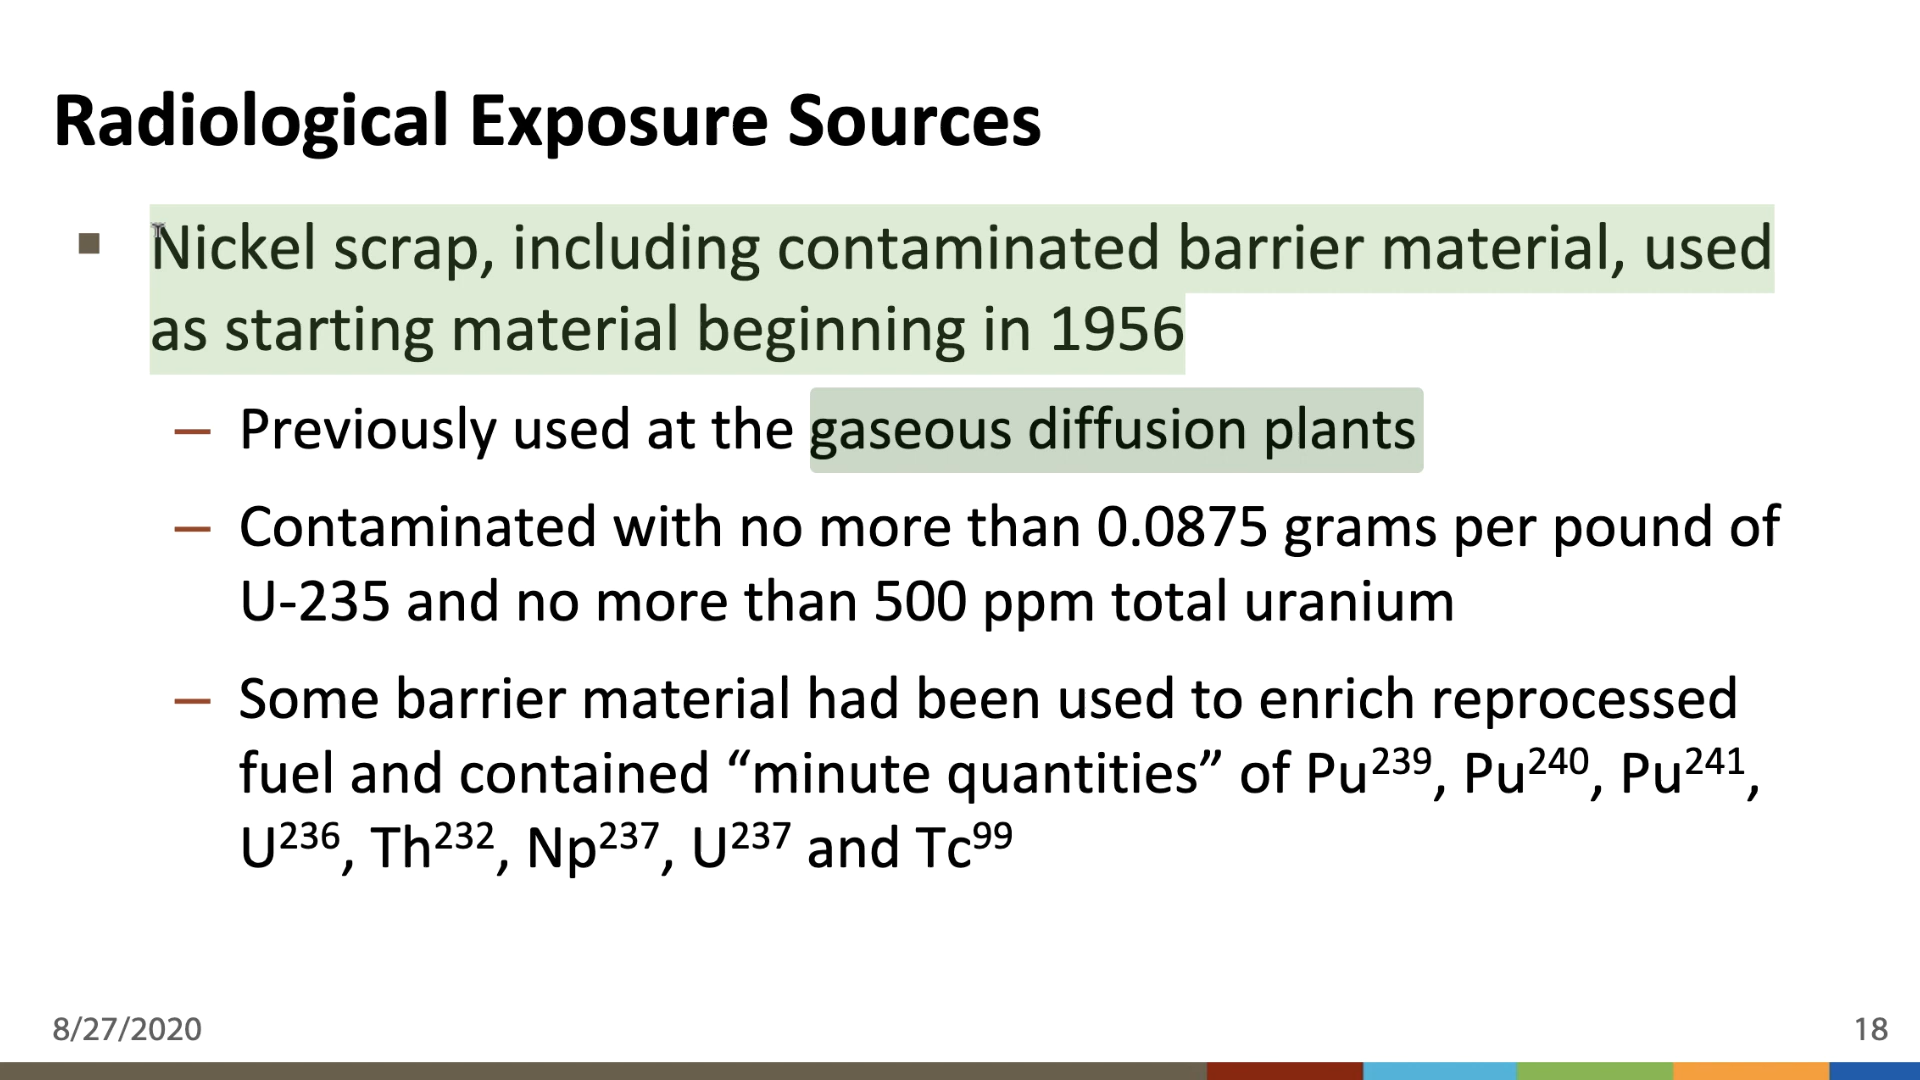 Radiological Exposure Sources
▪ Nickel scrap, including contaminated barrier material, used
as starting material beginning in 1956
– Previously used at the gaseous diffusion plants
– Contaminated with no more than 0.0875 grams per pound of
U-235 and no more than 500 ppm total uranium
– Some barrier material had been used to enrich reprocessed
fuel and contained “minute quantities” of Pu²³⁹, Pu²⁴⁰, Pu²⁴¹,
U²³⁶, Th²³², Np²³⁷, U²³⁷ and Tc⁹⁹
8/27/2020
18